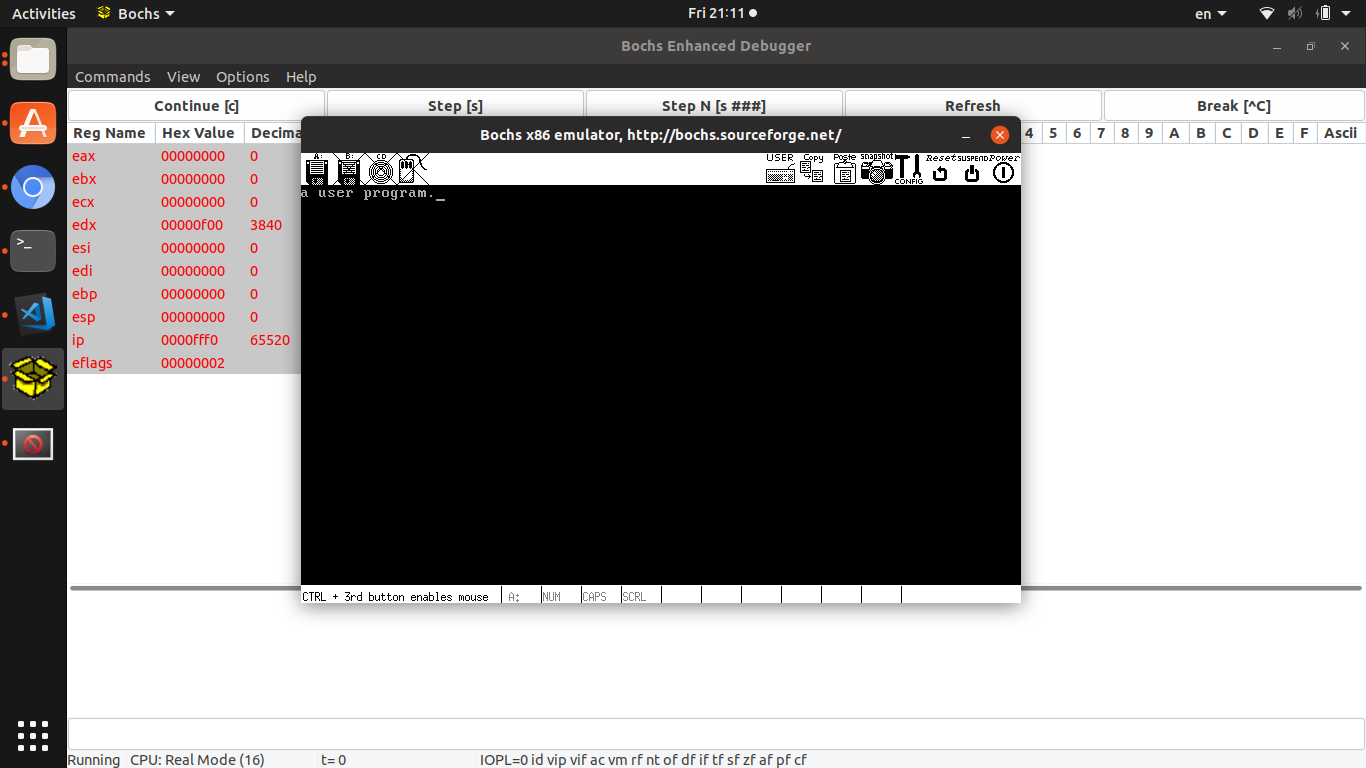 Activities Bochs Fri 21:11 en
Bochs Enhanced Debugger
Commands View Options Help
Continue [c] Step [s] Step N [s ###] Refresh Break [^C]
Reg Name Hex Value Decima 4 5 6 7 8 9 A B C D E F Ascii
Bochs x86 emulator, http://bochs.sourceforge.net/
A: B: CD USER Copy Poste snapshot CONFIG Reset SUSPEND Power
a user program._
eax 00000000 0
ebx 00000000 0
ecx 00000000 0
edx 00000f00 3840
esi 00000000 0
edi 00000000 0
ebp 00000000 0
esp 00000000 0
ip 0000fff0 65520
eflags 00000002
CTRL + 3rd button enables mouse A: NUM CAPS SCRL
Running CPU: Real Mode (16) t= 0 IOPL=0 id vip vif ac vm rf nt of df if tf sf zf af pf cf